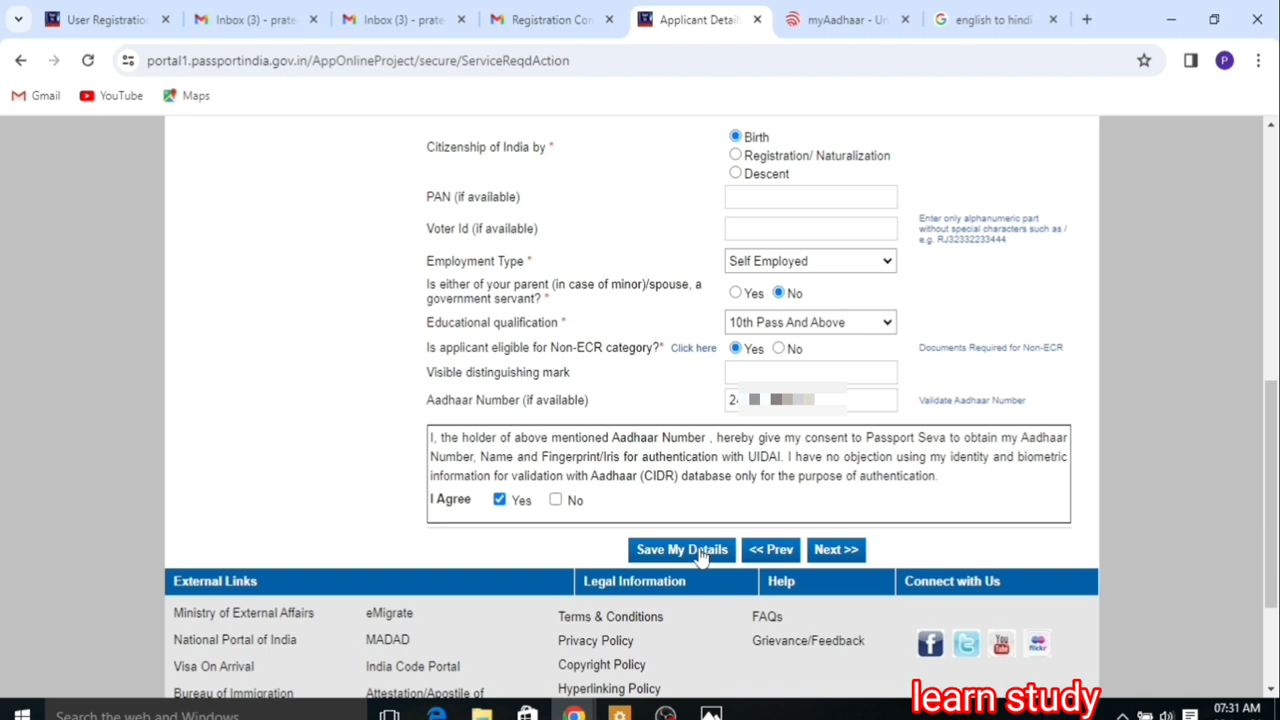 User Registration
Inbox (3) - prate
Inbox (3) - prate
Registration Con
Applicant Details
myAadhaar - Un
english to hindi
portal1.passportindia.gov.in/AppOnlineProject/secure/ServiceReqdAction
P
Gmail
YouTube
Maps
Citizenship of India by *
Birth
Registration/ Naturalization
Descent
PAN (if available)
Voter Id (if available)
Enter only alphanumeric part
without special characters such as /
e.g. RJ32332233444
Employment Type *
Self Employed
Is either of your parent (in case of minor)/spouse, a
government servant? *
Yes No
Educational qualification *
10th Pass And Above
Is applicant eligible for Non-ECR category?* Click here
Yes No
Documents Required for Non-ECR
Visible distinguishing mark
Aadhaar Number (if available)
Validate Aadhaar Number
I, the holder of above mentioned Aadhaar Number , hereby give my consent to Passport Seva to obtain my Aadhaar
Number, Name and Fingerprint/Iris for authentication with UIDAI. I have no objection using my identity and biometric
information for validation with Aadhaar (CIDR) database only for the purpose of authentication.
I Agree Yes No
Save My Details
<< Prev
Next >>
External Links
Legal Information
Help
Connect with Us
Ministry of External Affairs
eMigrate
Terms & Conditions
FAQs
National Portal of India
MADAD
Privacy Policy
Grievance/Feedback
Visa On Arrival
India Code Portal
Copyright Policy
Bureau of Immigration
Attestation/Apostle of
Hyperlinking Policy
learn study
Search the web and Windows
07:31 AM